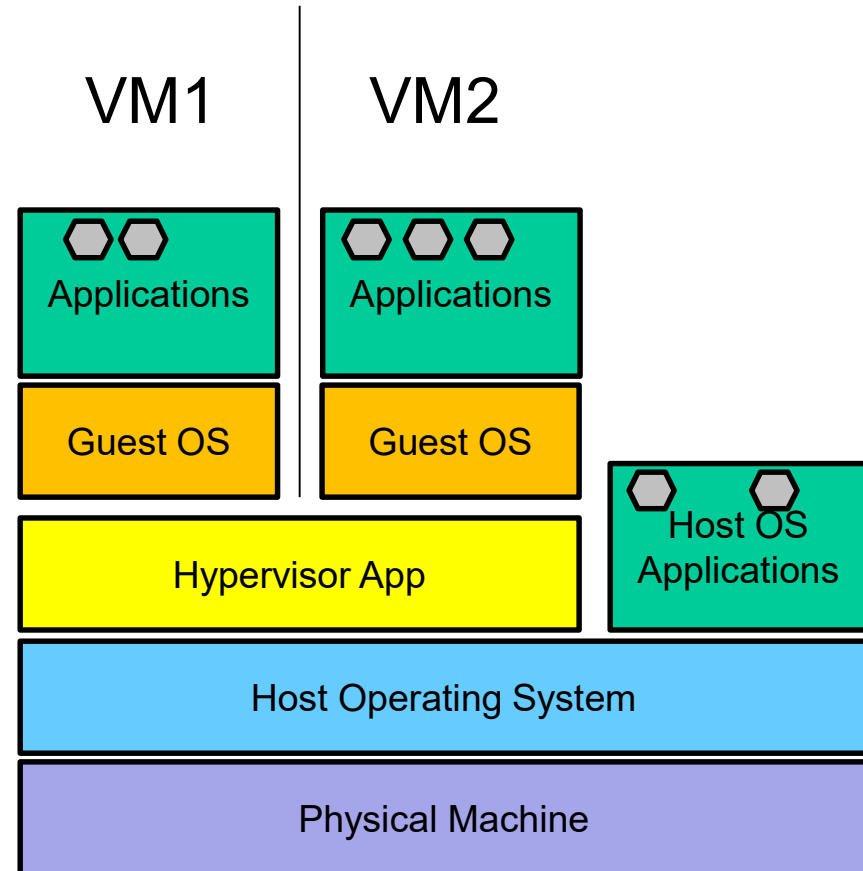 VM1
VM2
Applications
Applications
Guest OS
Guest OS
Hypervisor App
Host OS
Applications
Host Operating System
Physical Machine